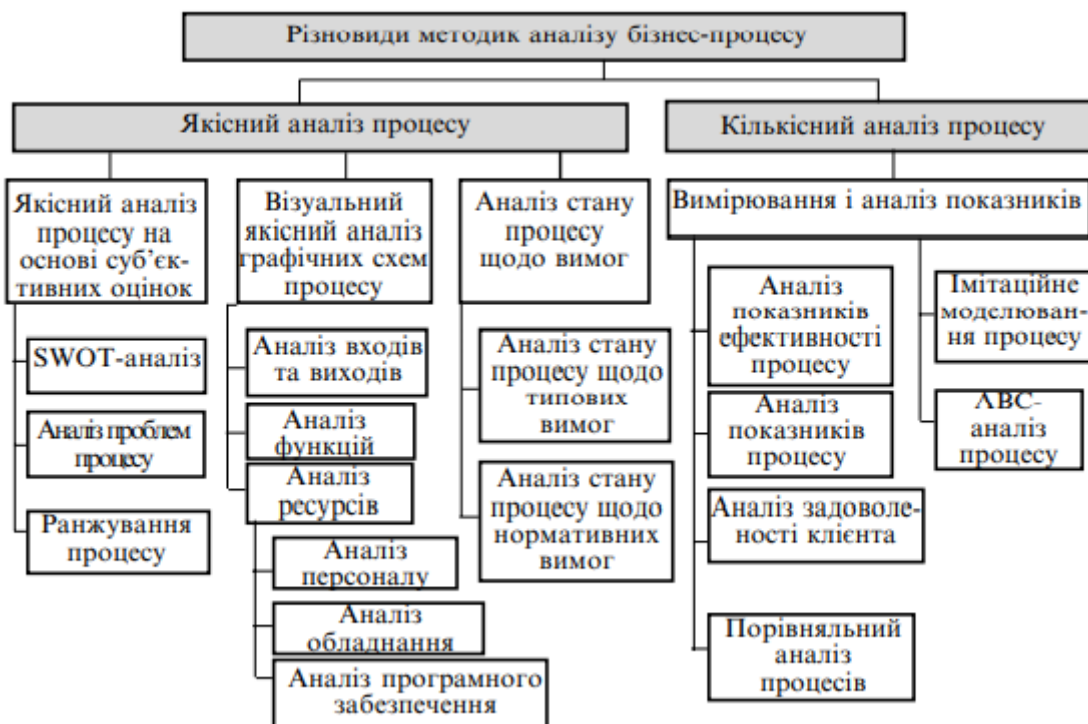 Різновиди методик аналізу бізнес-процесу
Якісний аналіз процесу
Кількісний аналіз процесу
Якісний аналіз
процесу на
основі суб’єк-
тивних оцінок
SWOT-аналіз
Аналіз проблем
процесу
Ранжування
процесу
Візуальний
якісний аналіз
графічних схем
процесу
Аналіз входів
та виходів
Аналіз
функцій
Аналіз
ресурсів
Аналіз
персоналу
Аналіз
обладнання
Аналіз програмного
забезпечення
Аналіз стану
процесу
щодо вимог
Аналіз стану
процесу щодо
типових
вимог
Аналіз стану
процесу щодо
нормативних
вимог
Вимірювання і аналіз показників
Аналіз
показників
ефективності
процесу
Аналіз
показників
процесу
Аналіз задоволе-
ності клієнта
Порівняльний
аналіз
процесів
Імітаційне
моделюван-
ня процесу
АВС-
аналіз
процесу